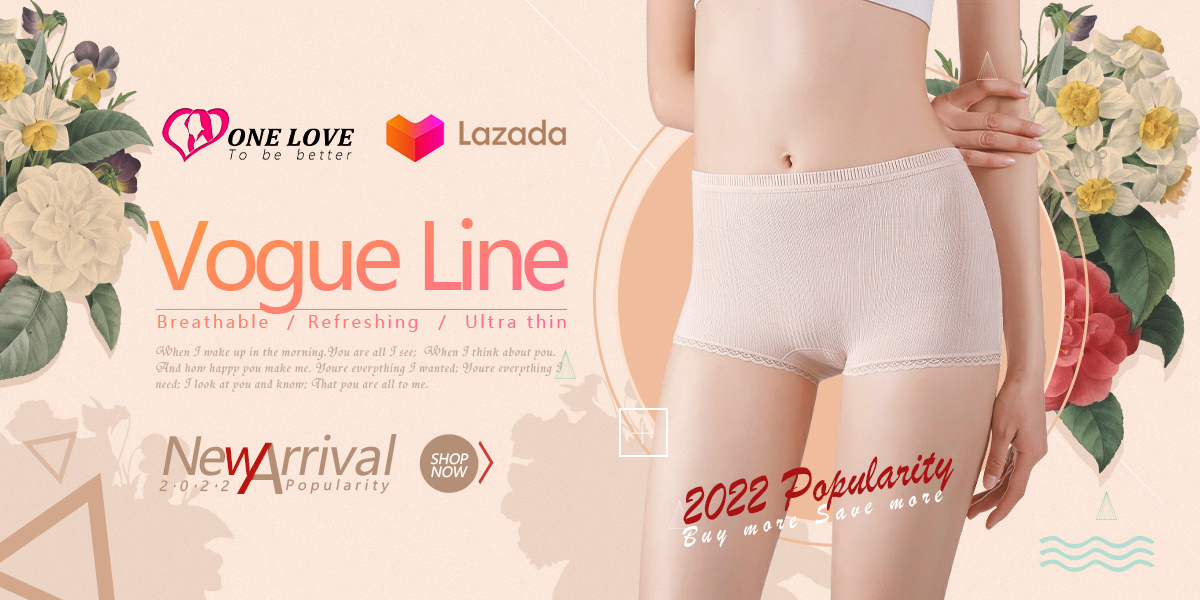 ONE LOVE
To be better
Lazada
Vogue Line
Breathable / Refreshing / Ultra thin
When I wake up in the morning.You are all I see; When I think about you.
And how happy you make me. Youre everything I wanted; Youre everything I
need; I look at you and know; That you are all to me.
NewArrival
2·0·2·2 Popularity
SHOP
NOW
2022 Popularity
Buy more Save more